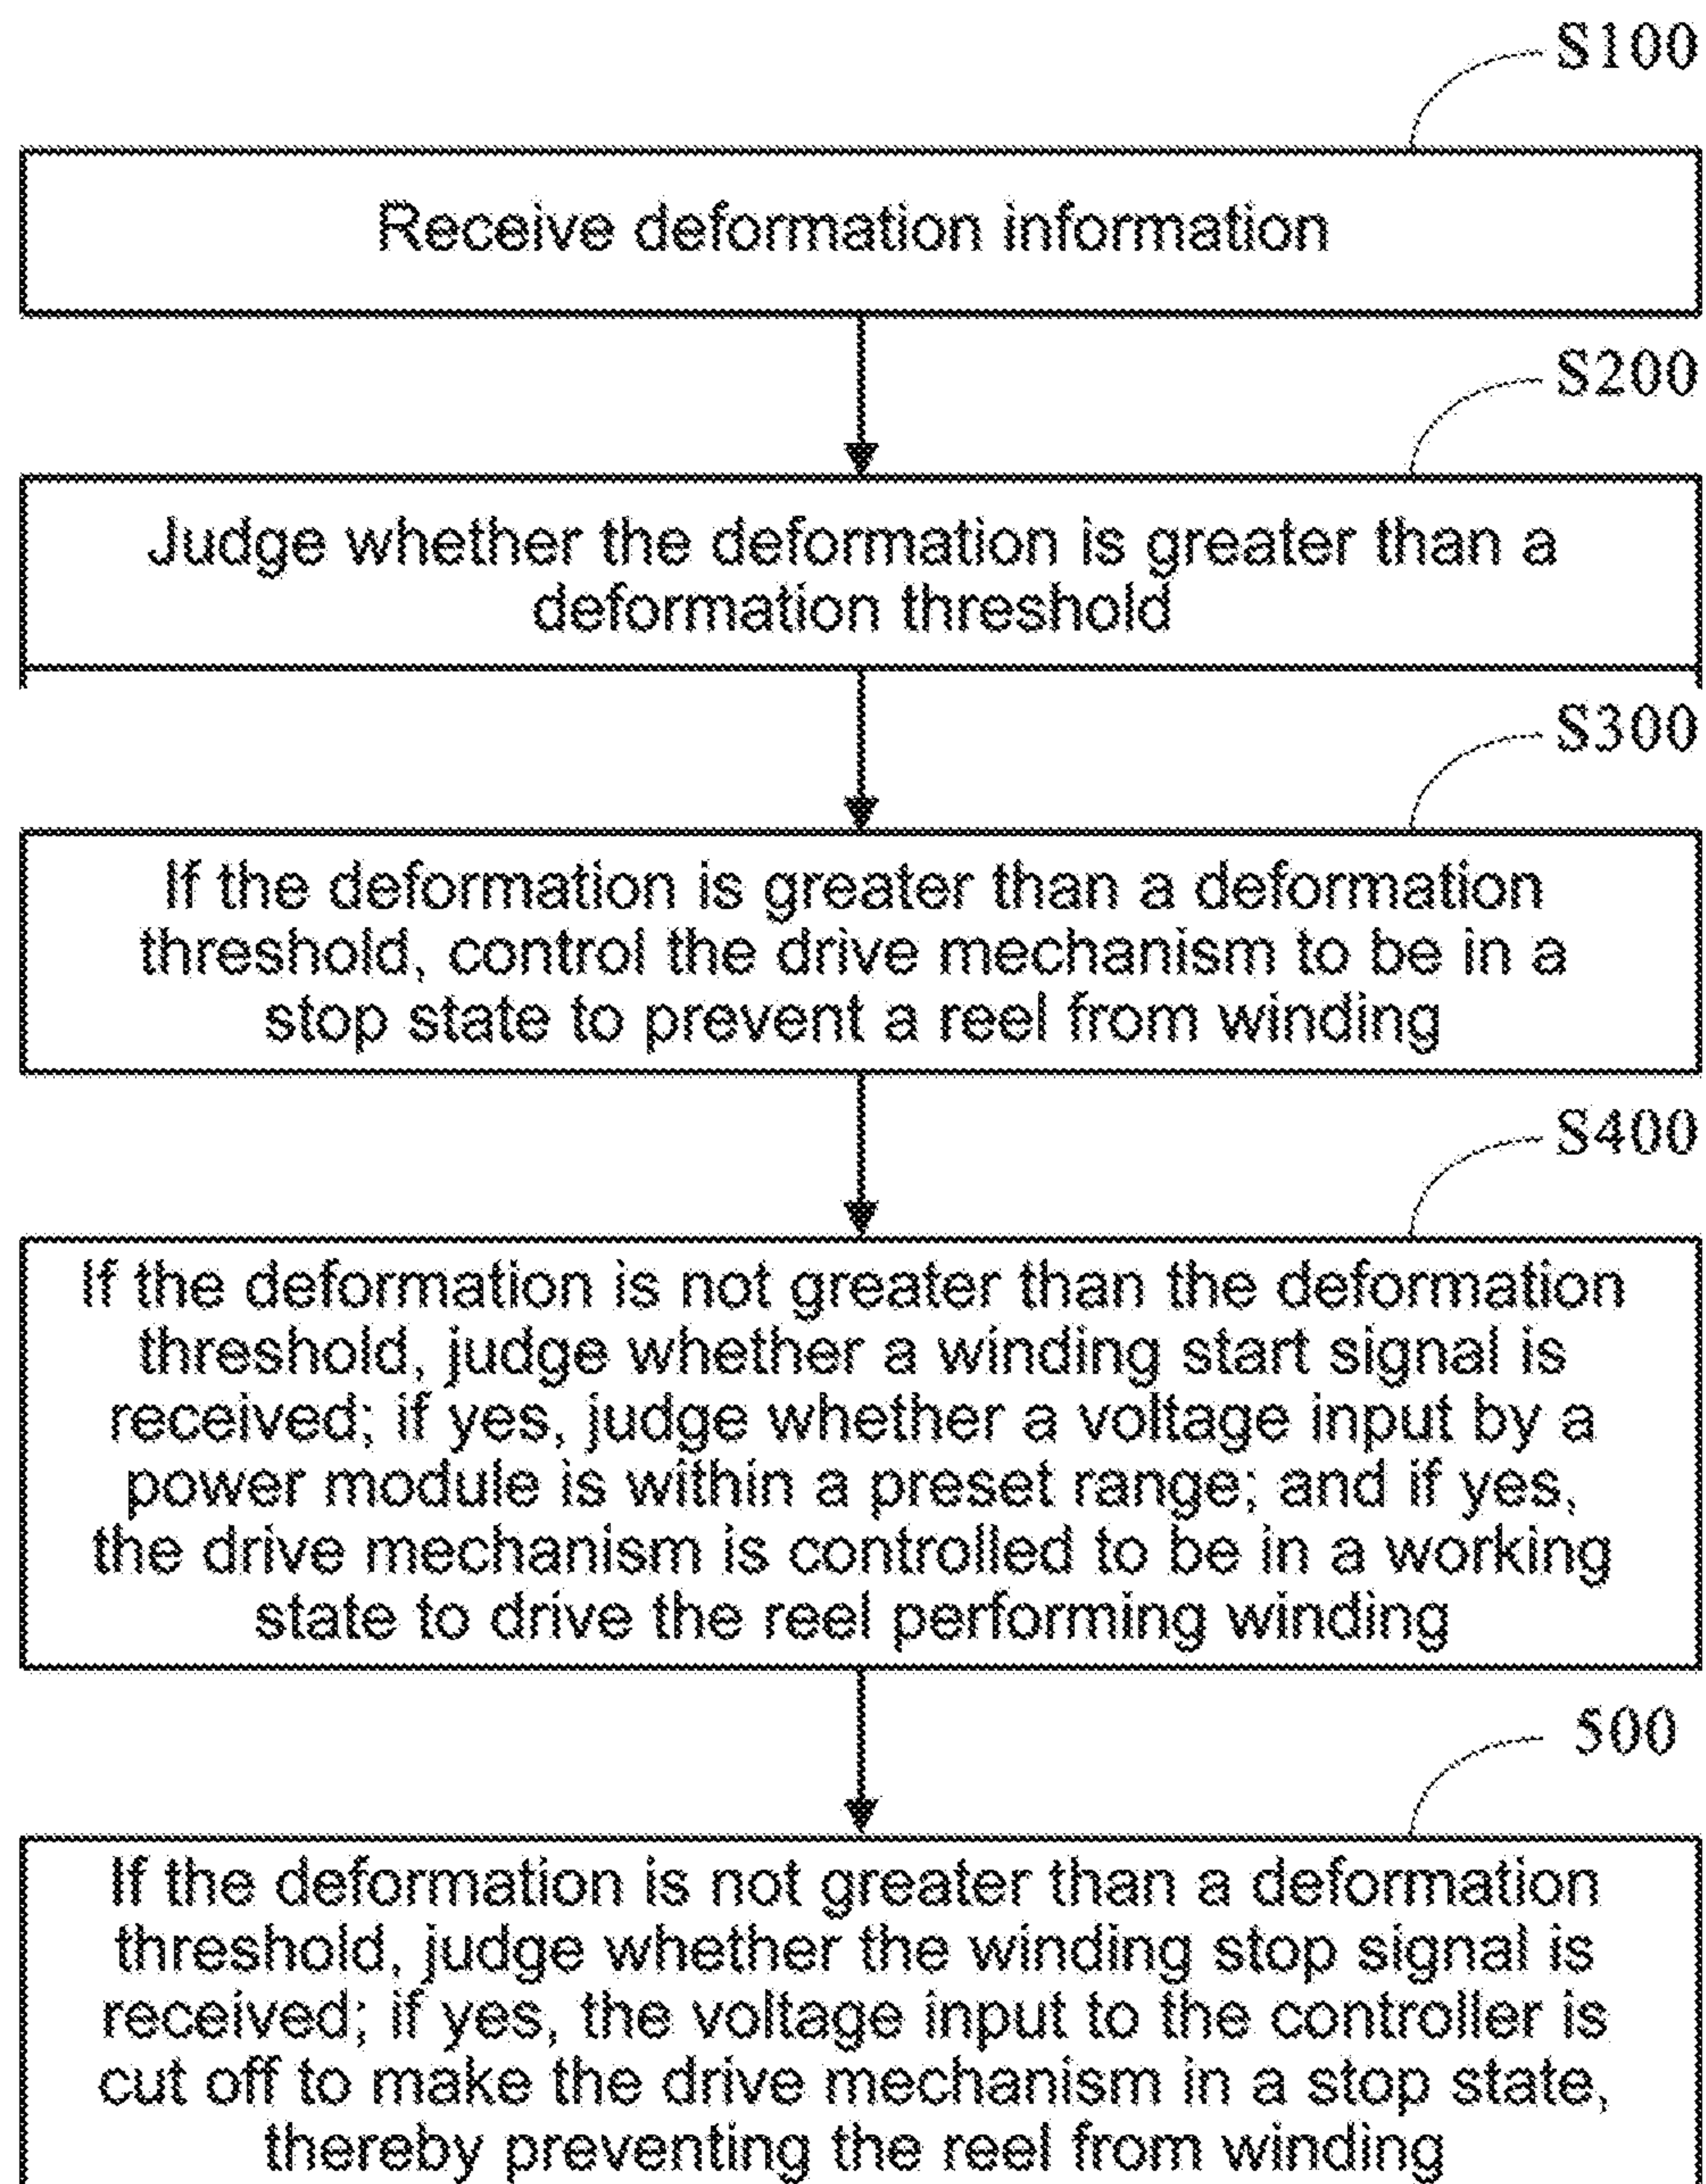 S100
Receive deformation information
S200
Judge whether the deformation is greater than a
deformation threshold
S300
If the deformation is greater than a deformation
threshold, control the drive mechanism to be in a
stop state to prevent a reel from winding
S400
If the deformation is not greater than the deformation
threshold, judge whether a winding start signal is
received; if yes, judge whether a voltage input by a
power module is within a preset range; and if yes,
the drive mechanism is controlled to be in a working
state to drive the reel performing winding
500
If the deformation is not greater than a deformation
threshold, judge whether the winding stop signal is
received; if yes, the voltage input to the controller is
cut off to make the drive mechanism in a stop state,
thereby preventing the reel from winding